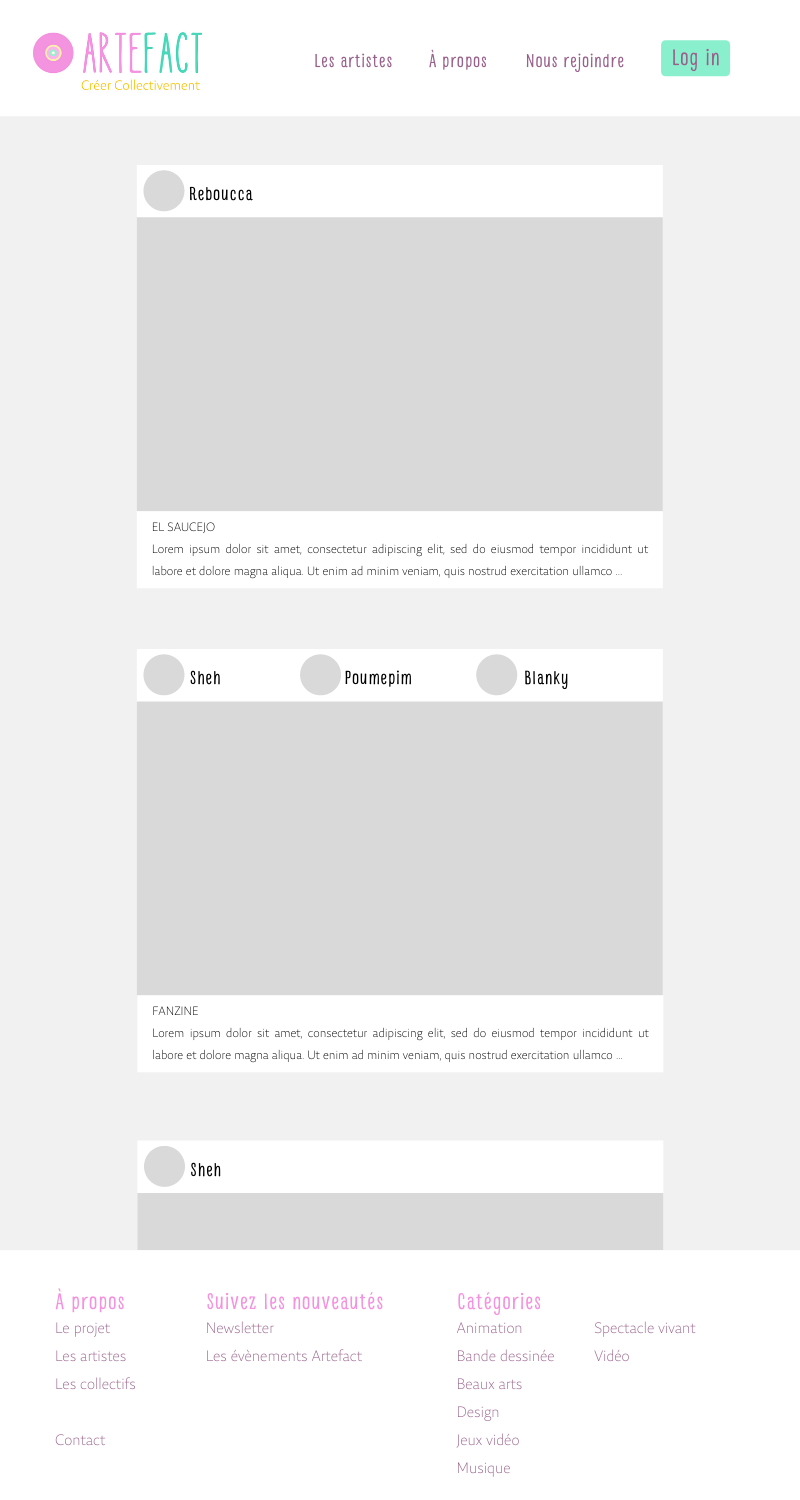 ARTEFACT
Créer Collectivement
Les artistes À propos Nous rejoindre Log in
Reboucca
EL SAUCEJO
Lorem ipsum dolor sit amet, consectetur adipiscing elit, sed do eiusmod tempor incididunt ut
labore et dolore magna aliqua. Ut enim ad minim veniam, quis nostrud exercitation ullamco ...
Sheh Poumepim Blanky
FANZINE
Lorem ipsum dolor sit amet, consectetur adipiscing elit, sed do eiusmod tempor incididunt ut
labore et dolore magna aliqua. Ut enim ad minim veniam, quis nostrud exercitation ullamco ...
Sheh
À propos
Le projet
Les artistes
Les collectifs
Contact
Suivez les nouveautés
Newsletter
Les évènements Artefact
Catégories
Animation
Bande dessinée
Beaux arts
Design
Jeux vidéo
Musique
Spectacle vivant
Vidéo